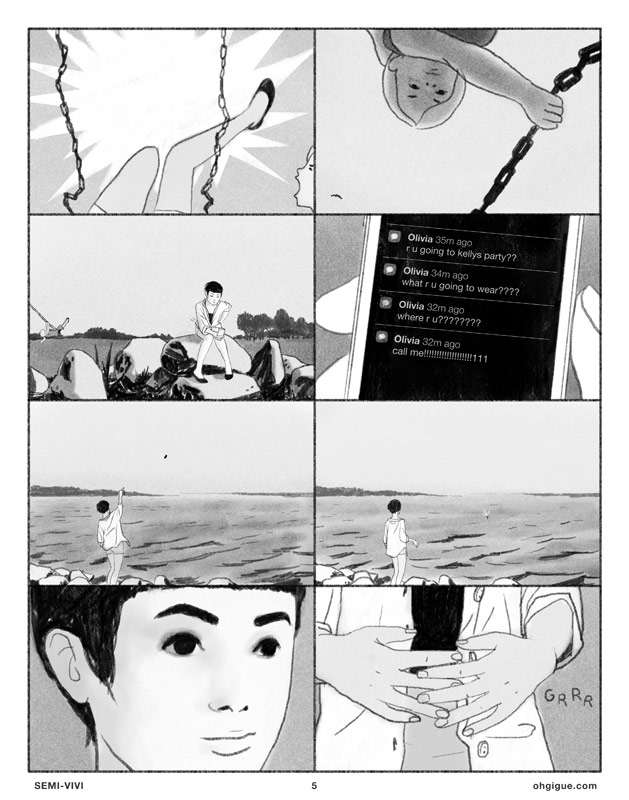 Olivia 35m ago
r u going to kellys party??
Olivia 34m ago
what r u going to wear????
Olivia 32m ago
where r u????????
Olivia 32m ago
call me!!!!!!!!!!!!!!!!!!!!111
GRRR
SEMI-VIVI 5 ohgigue.com